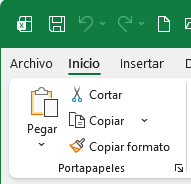 Archivo Inicio Insertar D
Cortar
Pegar
Copiar
Copiar formato
Portapapeles